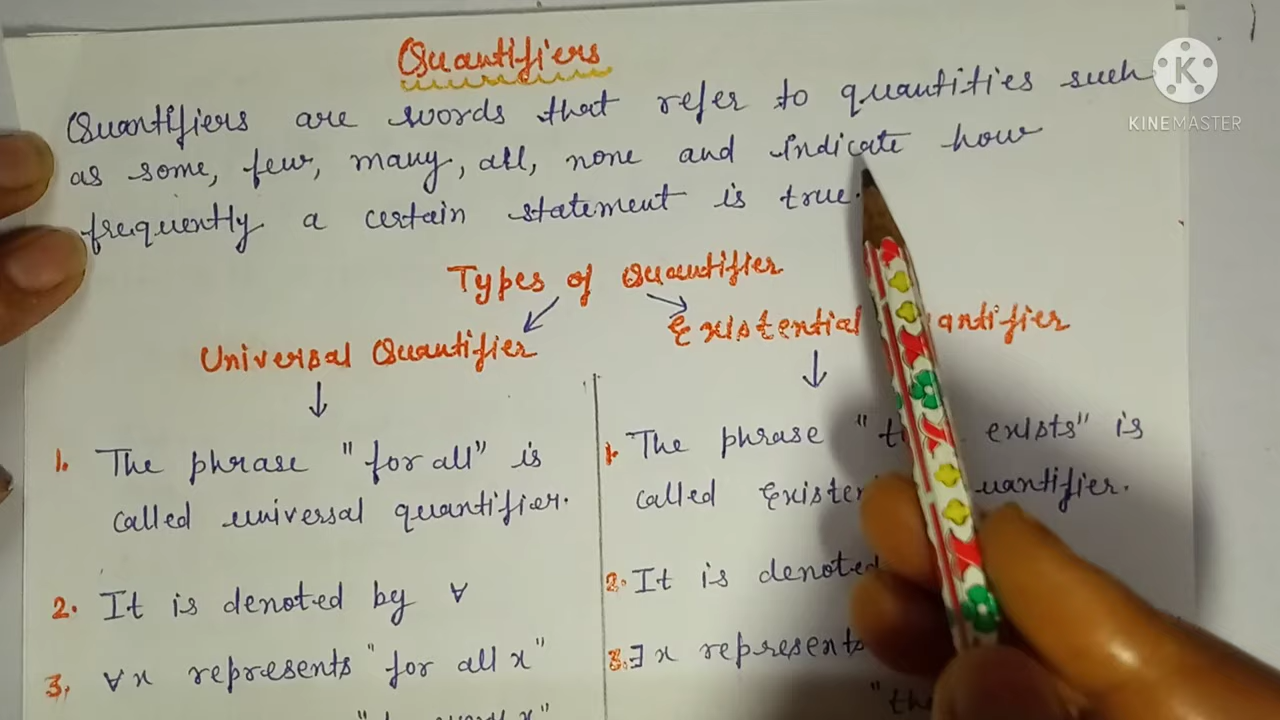 Quantifiers
Quantifiers are words that refer to quantities such
as some, few, many, all, none and indicate how
frequently a certain statement is true.
Types of Quantifier
Universal Quantifier
1. The phrase "for all" is
called universal quantifier.
2. It is denoted by ∀
3. ∀x represents "for all x"
Existential
1. The phrase exists" is
called
2. It is denoted
3. ∃ x represents
KINEMASTER